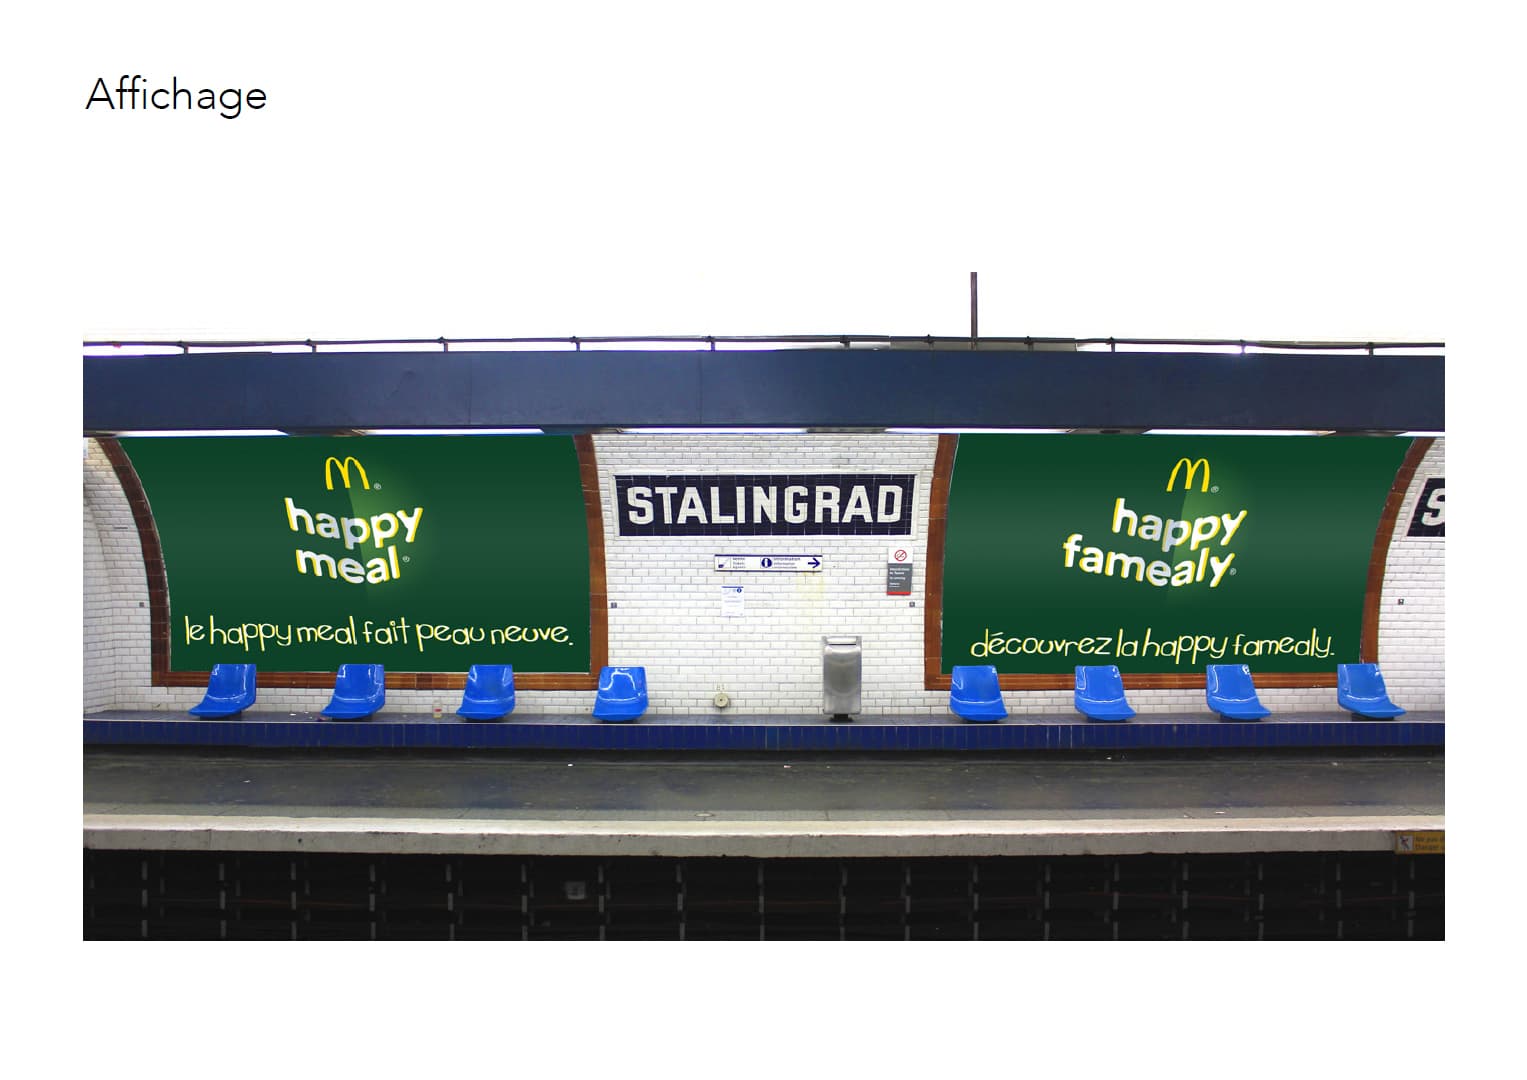 Affichage
M®
happy
meal®
le happy meal fait peau neuve.
STALINGRAD
M®
happy
famealy®
découvrez la happy famealy.
S